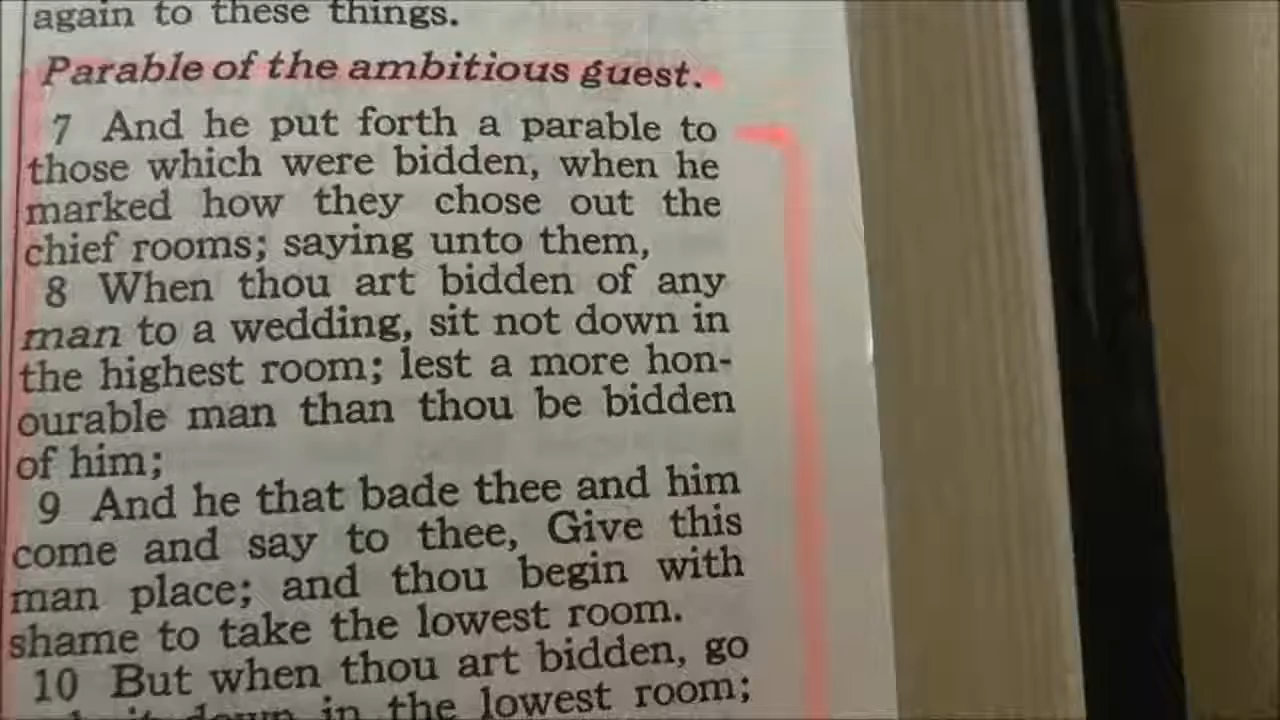 again to these things.
Parable of the ambitious guest.
7 And he put forth a parable to
those which were bidden, when he
marked how they chose out the
chief rooms; saying unto them,
8 When thou art bidden of any
man to a wedding, sit not down in
the highest room; lest a more hon-
ourable man than thou be bidden
of him;
9 And he that bade thee and him
come and say to thee, Give this
man place; and thou begin with
shame to take the lowest room.
10 But when thou art bidden, go
down in the lowest room;